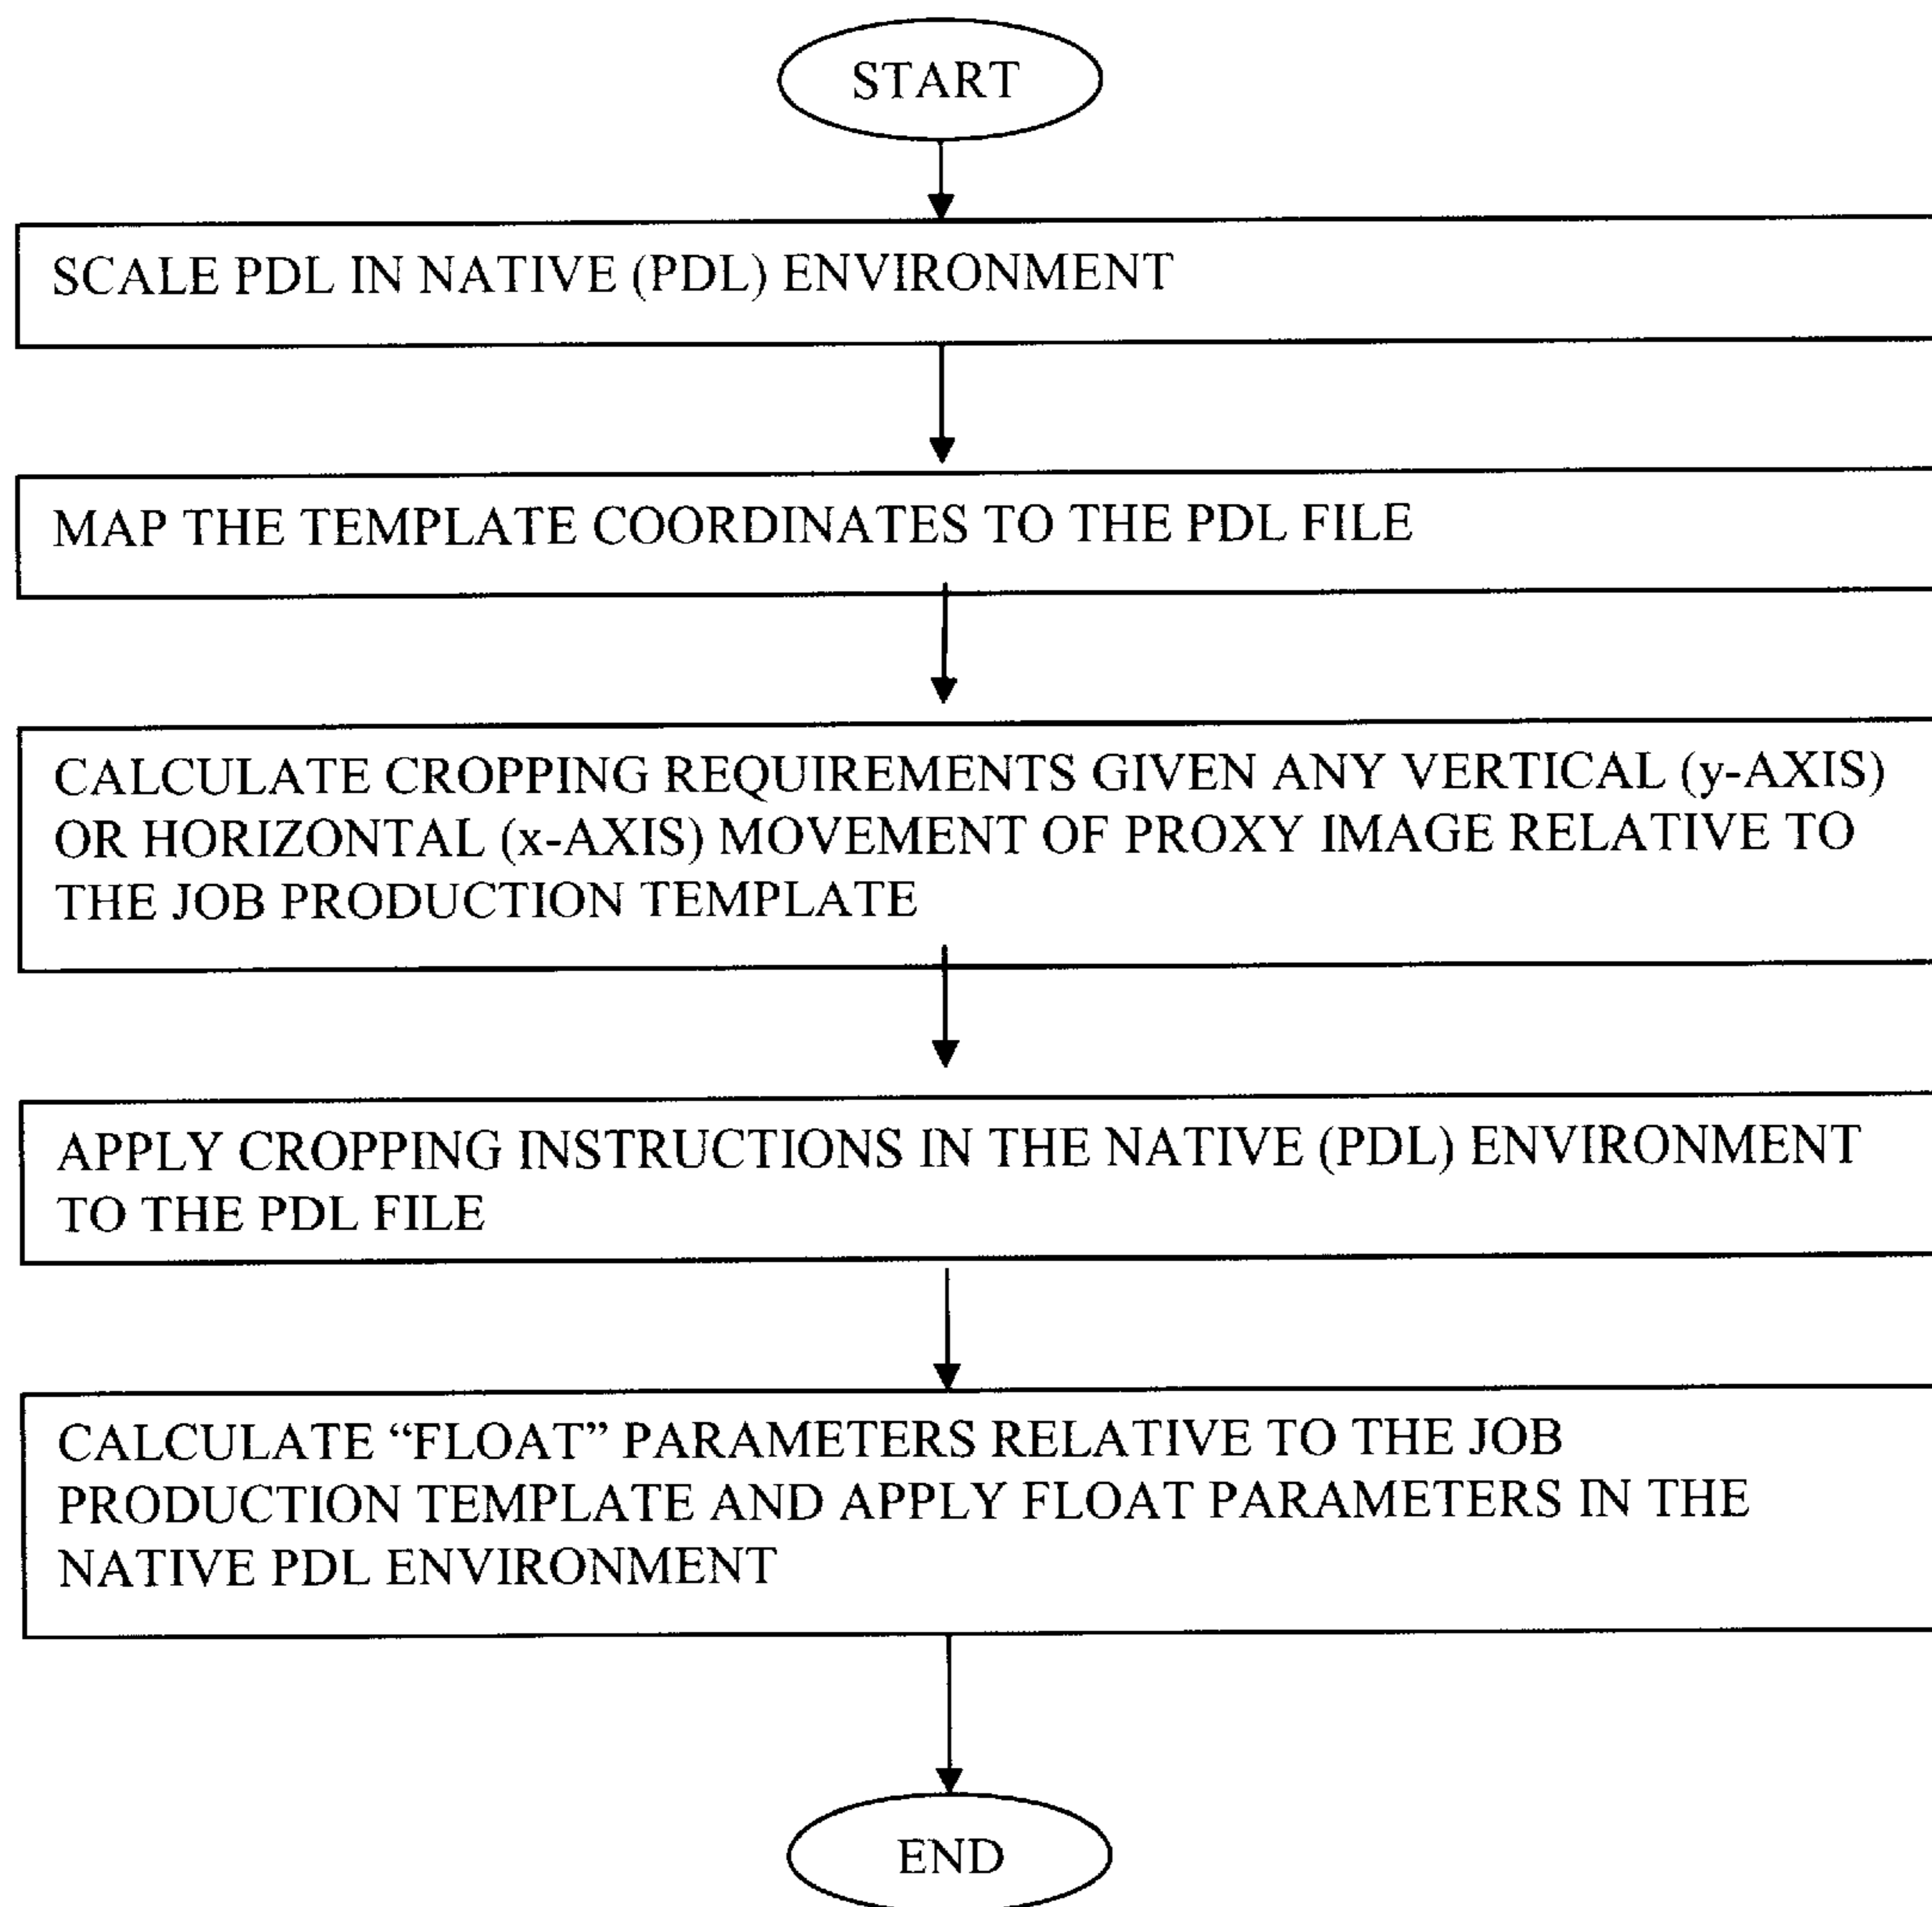 START
SCALE PDL IN NATIVE (PDL) ENVIRONMENT
MAP THE TEMPLATE COORDINATES TO THE PDL FILE
CALCULATE CROPPING REQUIREMENTS GIVEN ANY VERTICAL (y-AXIS)
OR HORIZONTAL (x-AXIS) MOVEMENT OF PROXY IMAGE RELATIVE TO
THE JOB PRODUCTION TEMPLATE
APPLY CROPPING INSTRUCTIONS IN THE NATIVE (PDL) ENVIRONMENT
TO THE PDL FILE
CALCULATE “FLOAT” PARAMETERS RELATIVE TO THE JOB
PRODUCTION TEMPLATE AND APPLY FLOAT PARAMETERS IN THE
NATIVE PDL ENVIRONMENT
END